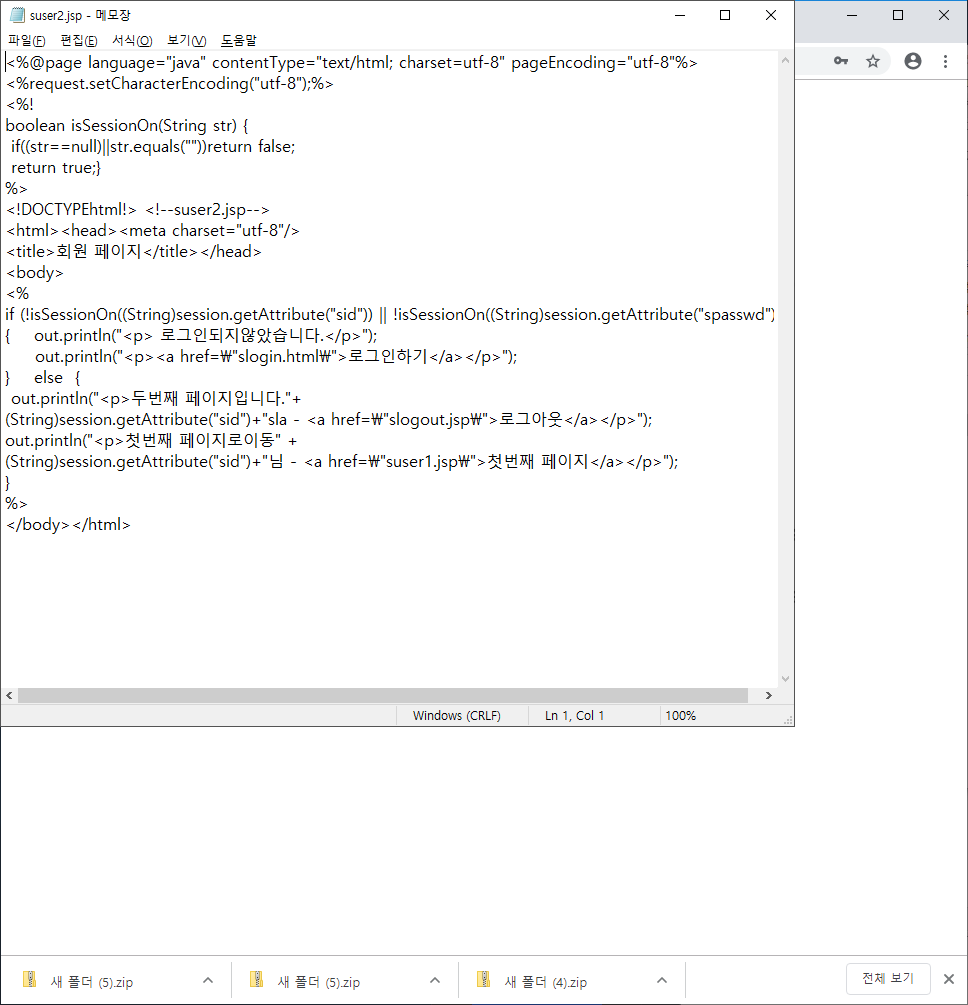 suser2.jsp - 메모장
파일(F) 편집(E) 서식(O) 보기(V) 도움말
<%@page language="java" contentType="text/html; charset=utf-8" pageEncoding="utf-8"%>
<%request.setCharacterEncoding("utf-8");%>
<%!
boolean isSessionOn(String str) {
 if((str==null)||str.equals(""))return false;
 return true;}
%>
<!DOCTYPEhtml!> <!--suser2.jsp-->
<html><head><meta charset="utf-8"/>
<title>회원 페이지</title></head>
<body>
<%
if (!isSessionOn((String)session.getAttribute("sid")) || !isSessionOn((String)session.getAttribute("spasswd")
{     out.println("<p> 로그인되지않았습니다.</p>");
      out.println("<p><a href=₩"slogin.html₩">로그인하기</a></p>");
}     else  {
 out.println("<p>두번째 페이지입니다."+
(String)session.getAttribute("sid")+"sla - <a href=₩"slogout.jsp₩">로그아웃</a></p>");
out.println("<p>첫번째 페이지로이동" +
(String)session.getAttribute("sid")+"님 - <a href=₩"suser1.jsp₩">첫번째 페이지</a></p>");
}
%>
</body></html>
Windows (CRLF) Ln 1, Col 1 100%
새 폴더 (5).zip 새 폴더 (5).zip 새 폴더 (4).zip 전체 보기